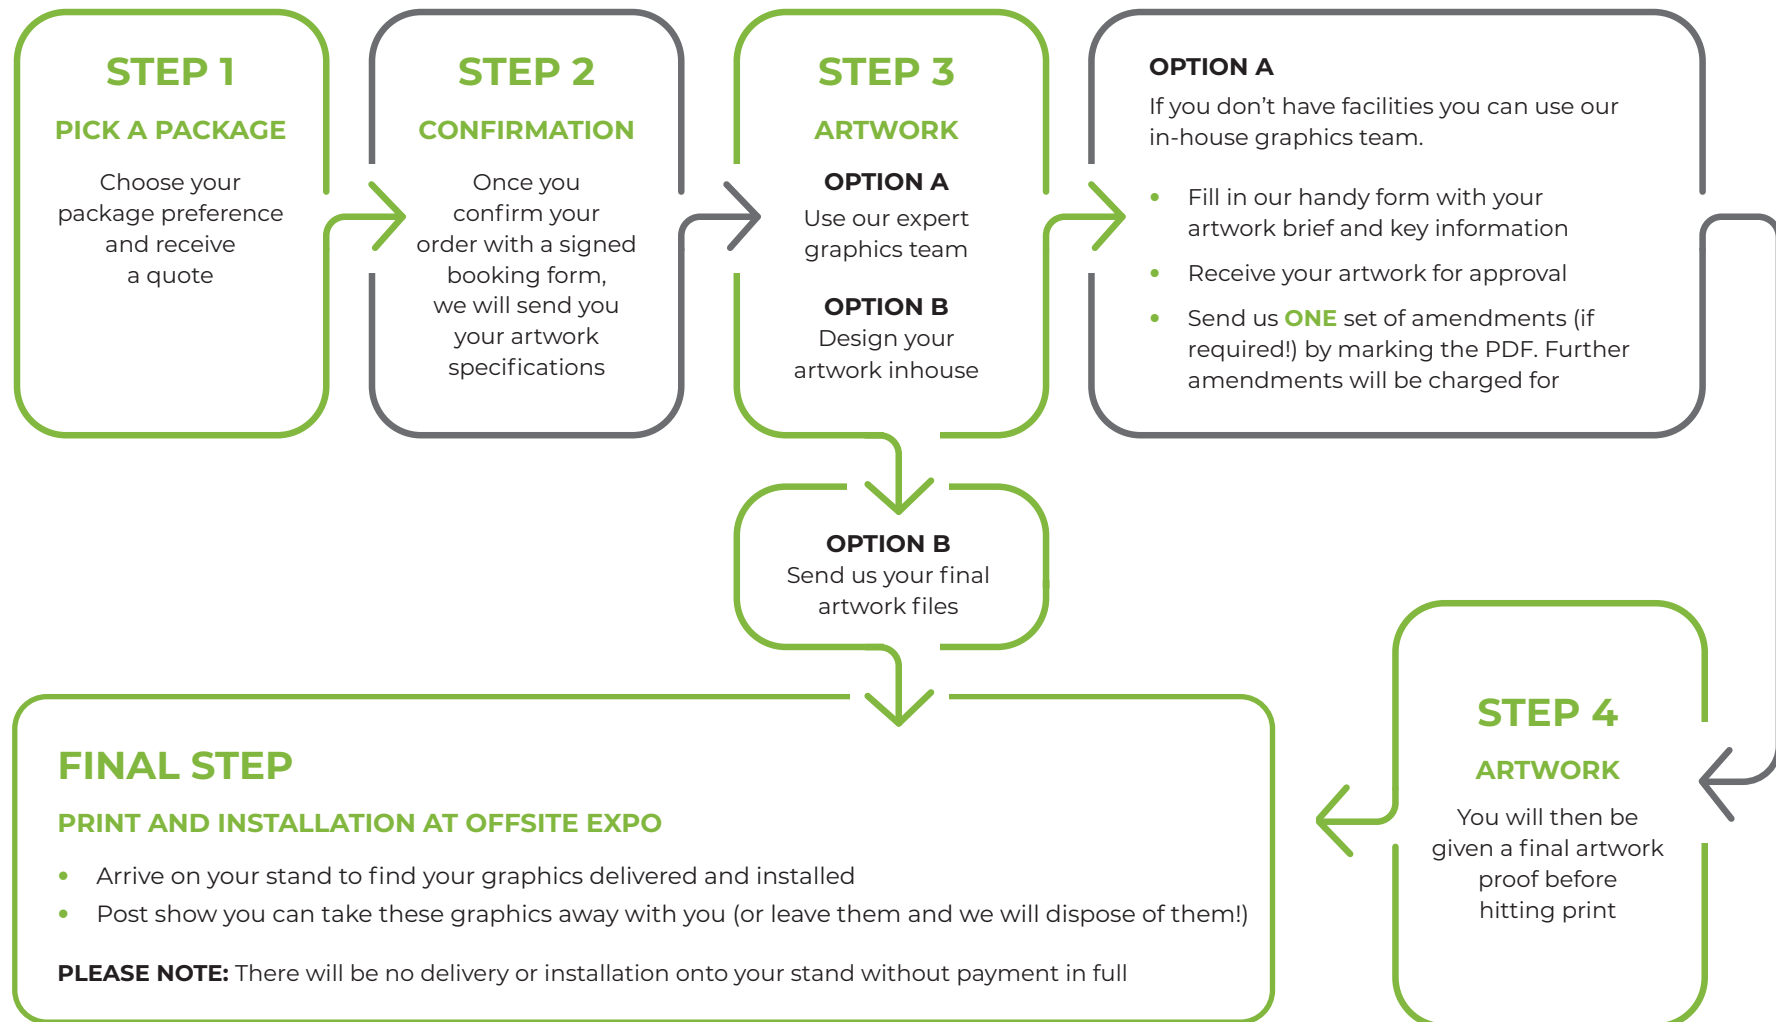 STEP 1
PICK A PACKAGE
Choose your
package preference
and receive
a quote
STEP 2
CONFIRMATION
Once you
confirm your
order with a signed
booking form,
we will send you
your artwork
specifications
STEP 3
ARTWORK
OPTION A
Use our expert
graphics team
OPTION B
Design your
artwork inhouse
OPTION A
If you don’t have facilities you can use our
in-house graphics team.
• Fill in our handy form with your
artwork brief and key information
• Receive your artwork for approval
• Send us ONE set of amendments (if
required!) by marking the PDF. Further
amendments will be charged for
OPTION B
Send us your final
artwork files
STEP 4
ARTWORK
You will then be
given a final artwork
proof before
hitting print
FINAL STEP
PRINT AND INSTALLATION AT OFFSITE EXPO
• Arrive on your stand to find your graphics delivered and installed
• Post show you can take these graphics away with you (or leave them and we will dispose of them!)
PLEASE NOTE: There will be no delivery or installation onto your stand without payment in full